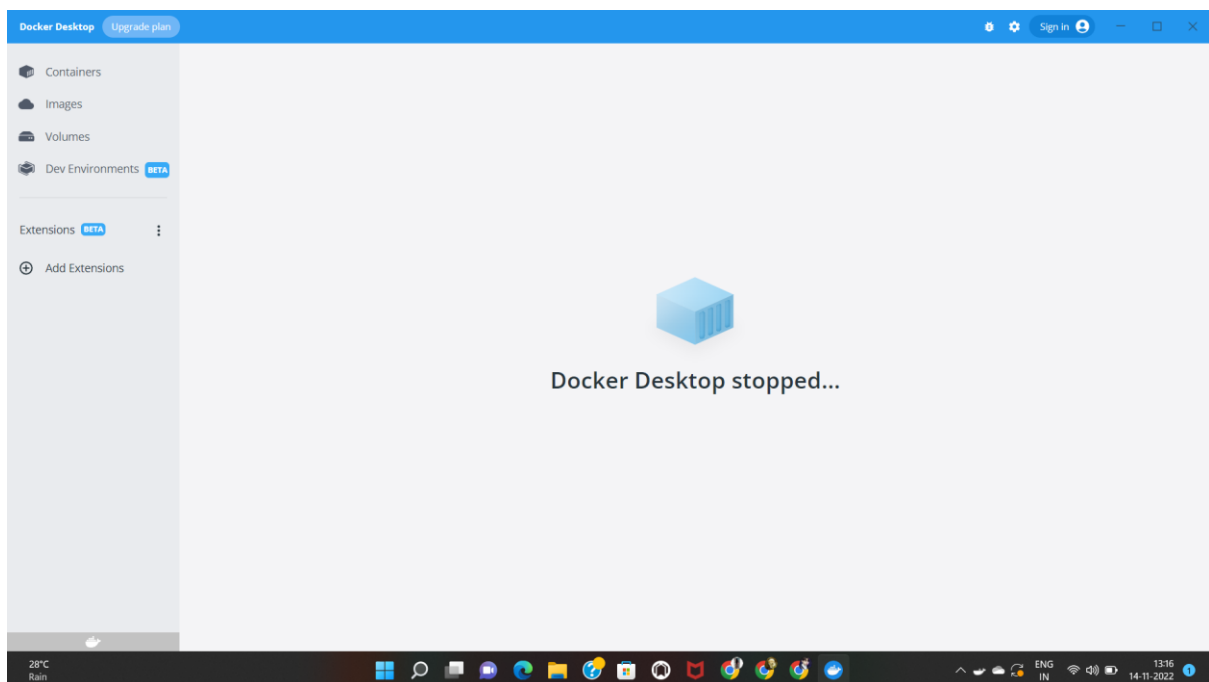 Docker Desktop Upgrade plan Sign in
Containers
Images
Volumes
Dev Environments BETA
Extensions BETA
Add Extensions
Docker Desktop stopped...
28°C
Rain
ENG
IN
13:16
14-11-2022
1